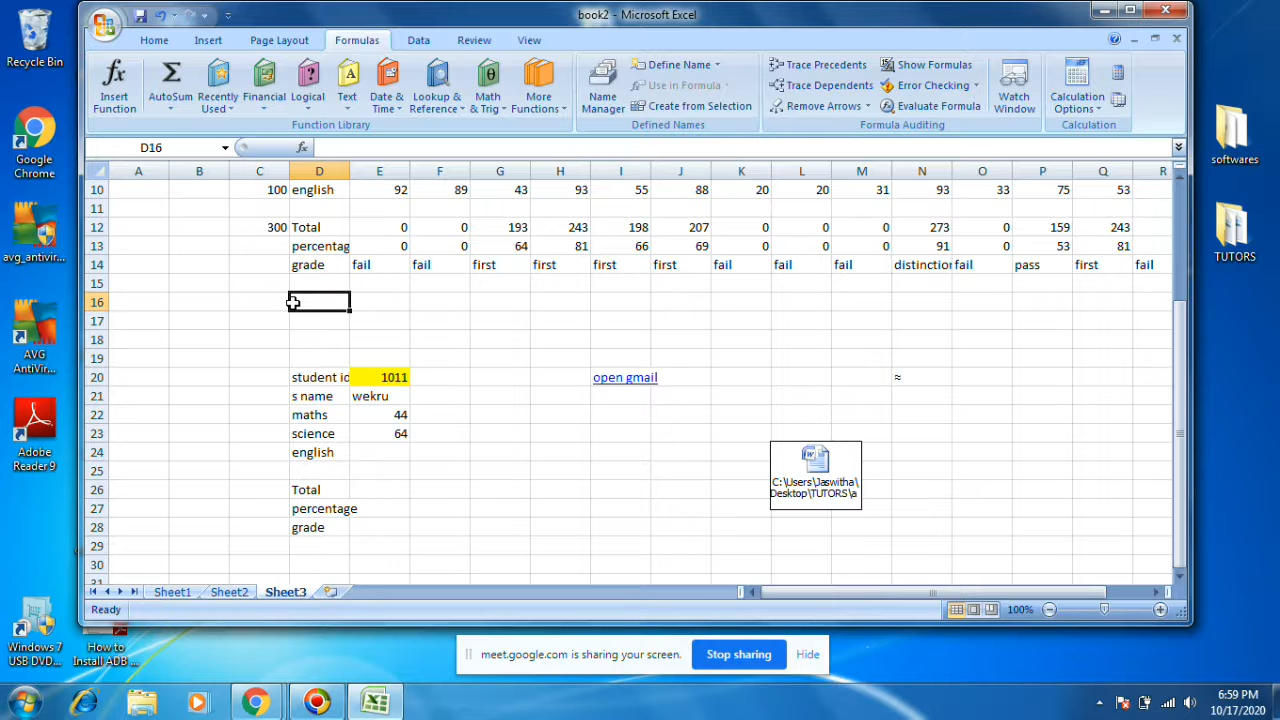 book2 - Microsoft Excel
Home Insert Page Layout Formulas Data Review View
Insert Function
AutoSum
Recently Used
Financial
Logical
Text
Date & Time
Lookup & Reference
Math & Trig
More Functions
Function Library
Name Manager
Define Name
Use in Formula
Create from Selection
Defined Names
Trace Precedents
Trace Dependents
Remove Arrows
Show Formulas
Error Checking
Evaluate Formula
Formula Auditing
Watch Window
Calculation Options
Calculation
D16 fx
A B C D E F G H I J K L M N O P Q R
10 100 english 92 89 43 93 55 88 20 20 31 93 33 75 53
11
12 300 Total 0 0 193 243 198 207 0 0 0 273 0 159 243
13 percentag 0 0 64 81 66 69 0 0 0 91 0 53 81
14 grade fail fail first first first first fail fail fail distinction fail pass first fail
15
16
17
18
19
20 student id 1011 open gmail ≈
21 s name wekru
22 maths 44
23 science 64
24 english
C:\Users\Jaswitha\
Desktop\TUTORS\a
25
26 Total
27 percentage
28 grade
29
30
31
Sheet1 Sheet2 Sheet3
Ready 100%
Recycle Bin
Google Chrome
avg_antivir...
AVG AntiVir...
Adobe Reader 9
Windows 7 USB DVD...
How to Install ADB ...
softwares
TUTORS
meet.google.com is sharing your screen. Stop sharing Hide
6:59 PM
10/17/2020